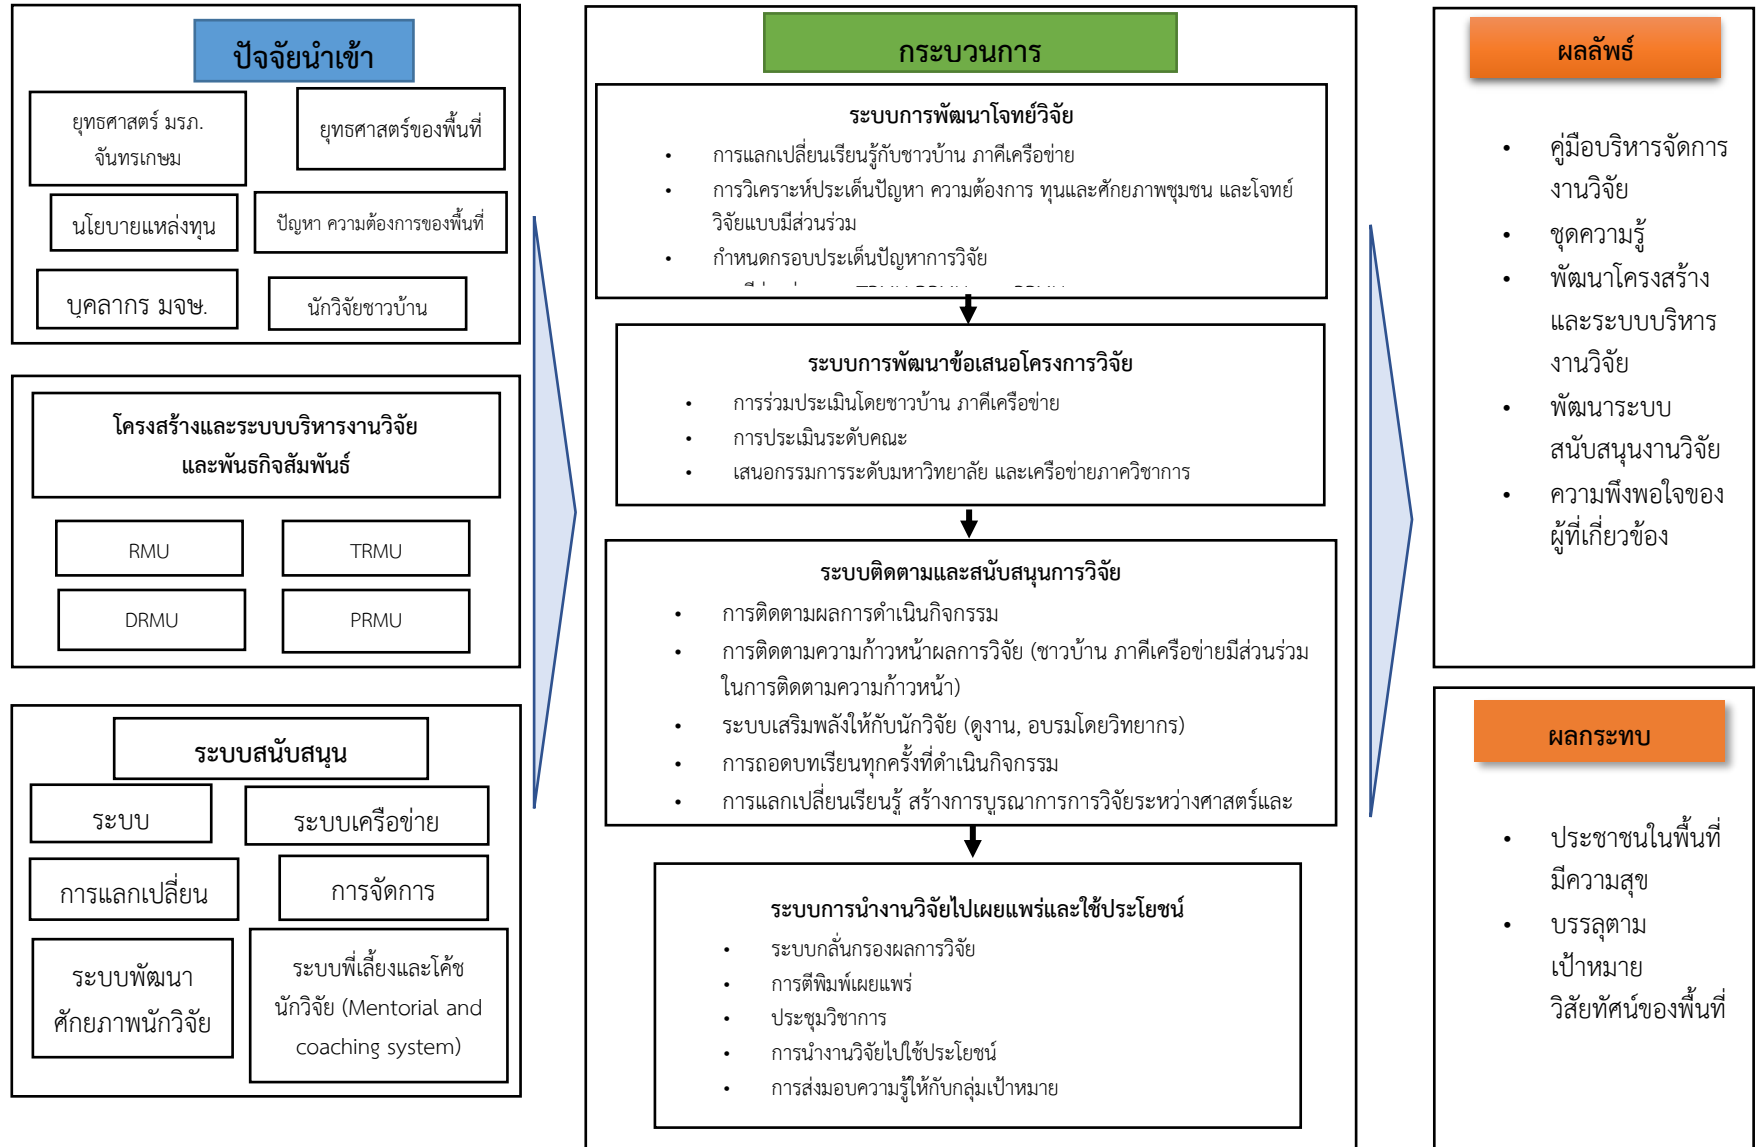 ปัจจัยนำเข้า
ยุทธศาสตร์ มรภ.
จันทรเกษม
ยุทธศาสตร์ของพื้นที่
นโยบายแหล่งทุน
ปัญหา ความต้องการของพื้นที่
บุคลากร มจษ.
นักวิจัยชาวบ้าน
โครงสร้างและระบบบริหารงานวิจัย
และพันธกิจสัมพันธ์
RMU
TRMU
DRMU
PRMU
ระบบสนับสนุน
ระบบ
ระบบเครือข่าย
การแลกเปลี่ยน
การจัดการ
ระบบพัฒนา
ศักยภาพนักวิจัย
ระบบพี่เลี้ยงและโค้ช
นักวิจัย (Mentorial and
coaching system)
กระบวนการ
ระบบการพัฒนาโจทย์วิจัย
• การแลกเปลี่ยนเรียนรู้กับชาวบ้าน ภาคีเครือข่าย
• การวิเคราะห์ประเด็นปัญหา ความต้องการ ทุนและศักยภาพชุมชน และโจทย์
วิจัยแบบมีส่วนร่วม
• กำหนดกรอบประเด็นปัญหาการวิจัย
ระบบการพัฒนาข้อเสนอโครงการวิจัย
• การร่วมประเมินโดยชาวบ้าน ภาคีเครือข่าย
• การประเมินระดับคณะ
• เสนอกรรมการระดับมหาวิทยาลัย และเครือข่ายภาควิชาการ
ระบบติดตามและสนับสนุนการวิจัย
• การติดตามผลการดำเนินกิจกรรม
• การติดตามความก้าวหน้าผลการวิจัย (ชาวบ้าน ภาคีเครือข่ายมีส่วนร่วม
ในการติดตามความก้าวหน้า)
• ระบบเสริมพลังให้กับนักวิจัย (ดูงาน, อบรมโดยวิทยากร)
• การถอดบทเรียนทุกครั้งที่ดำเนินกิจกรรม
• การแลกเปลี่ยนเรียนรู้ สร้างการบูรณาการการวิจัยระหว่างศาสตร์และ
ระบบการนำงานวิจัยไปเผยแพร่และใช้ประโยชน์
• ระบบกลั่นกรองผลการวิจัย
• การตีพิมพ์เผยแพร่
• ประชุมวิชาการ
• การนำงานวิจัยไปใช้ประโยชน์
• การส่งมอบความรู้ให้กับกลุ่มเป้าหมาย
ผลลัพธ์
• คู่มือบริหารจัดการ
งานวิจัย
• ชุดความรู้
• พัฒนาโครงสร้าง
และระบบบริหาร
งานวิจัย
• พัฒนาระบบ
สนับสนุนงานวิจัย
• ความพึงพอใจของ
ผู้ที่เกี่ยวข้อง
ผลกระทบ
• ประชาชนในพื้นที่
มีความสุข
• บรรลุตาม
เป้าหมาย
วิสัยทัศน์ของพื้นที่